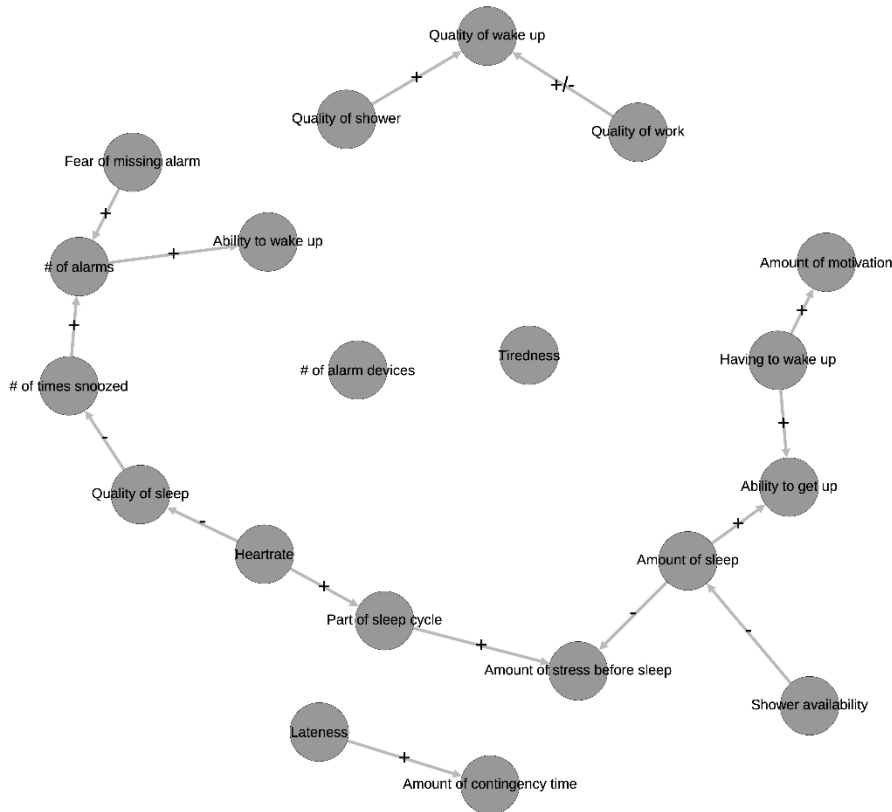 Quality of wake up
+
+/-
Quality of shower
Quality of work
Fear of missing alarm
+
Ability to wake up
+
# of alarms
Amount of motivation
+
+
Tiredness
Having to wake up
# of alarm devices
# of times snoozed
+
-
Quality of sleep
Ability to get up
-
+
Heartrate
Amount of sleep
+
-
-
Part of sleep cycle
+
Amount of stress before sleep
Shower availability
Lateness
+
Amount of contingency time